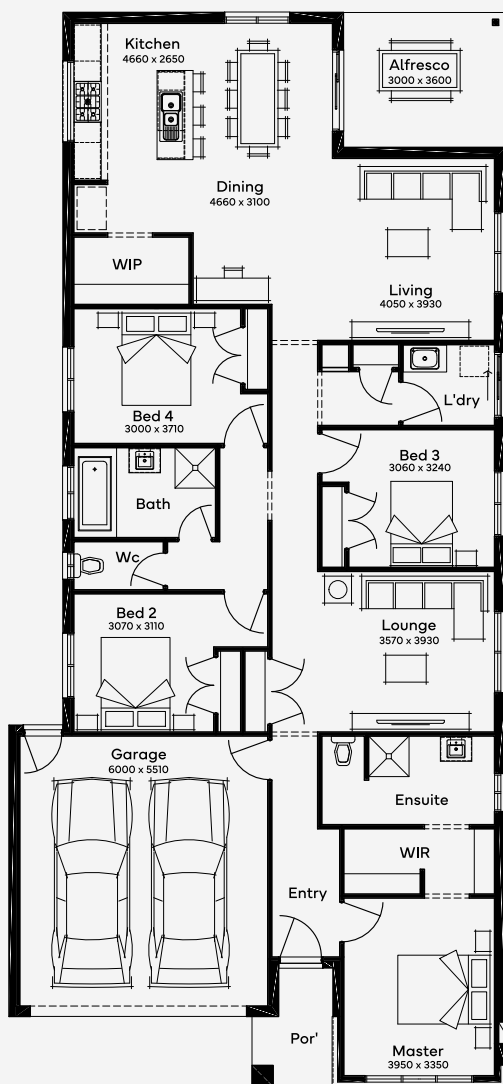 Kitchen
4660 x 2650
Alfresco
3000 x 3600
Dining
4660 x 3100
WIP
Living
4050 x 3930
Bed 4
3000 x 3710
L'dry
Bed 3
3060 x 3240
Bath
Wc
Bed 2
3070 x 3110
Lounge
3570 x 3930
Garage
6000 x 5510
Ensuite
WIR
Entry
Por'
Master
3950 x 3350